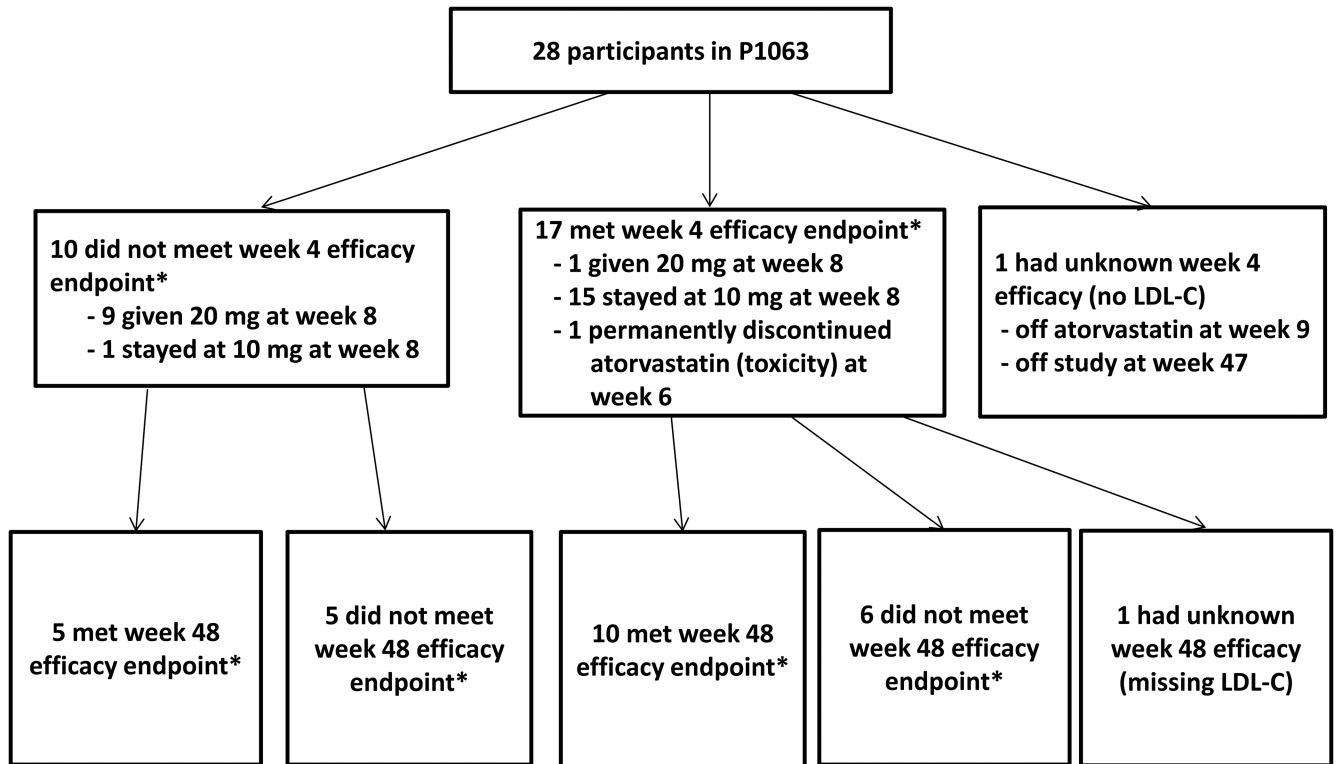 28 participants in P1063
10 did not meet week 4 efficacy
endpoint*
- 9 given 20 mg at week 8
- 1 stayed at 10 mg at week 8
17 met week 4 efficacy endpoint*
- 1 given 20 mg at week 8
- 15 stayed at 10 mg at week 8
- 1 permanently discontinued
atorvastatin (toxicity) at
week 6
1 had unknown week 4
efficacy (no LDL-C)
- off atorvastatin at week 9
- off study at week 47
5 met week 48
efficacy endpoint*
5 did not meet
week 48 efficacy
endpoint*
10 met week 48
efficacy endpoint*
6 did not meet
week 48 efficacy
endpoint*
1 had unknown
week 48 efficacy
(missing LDL-C)